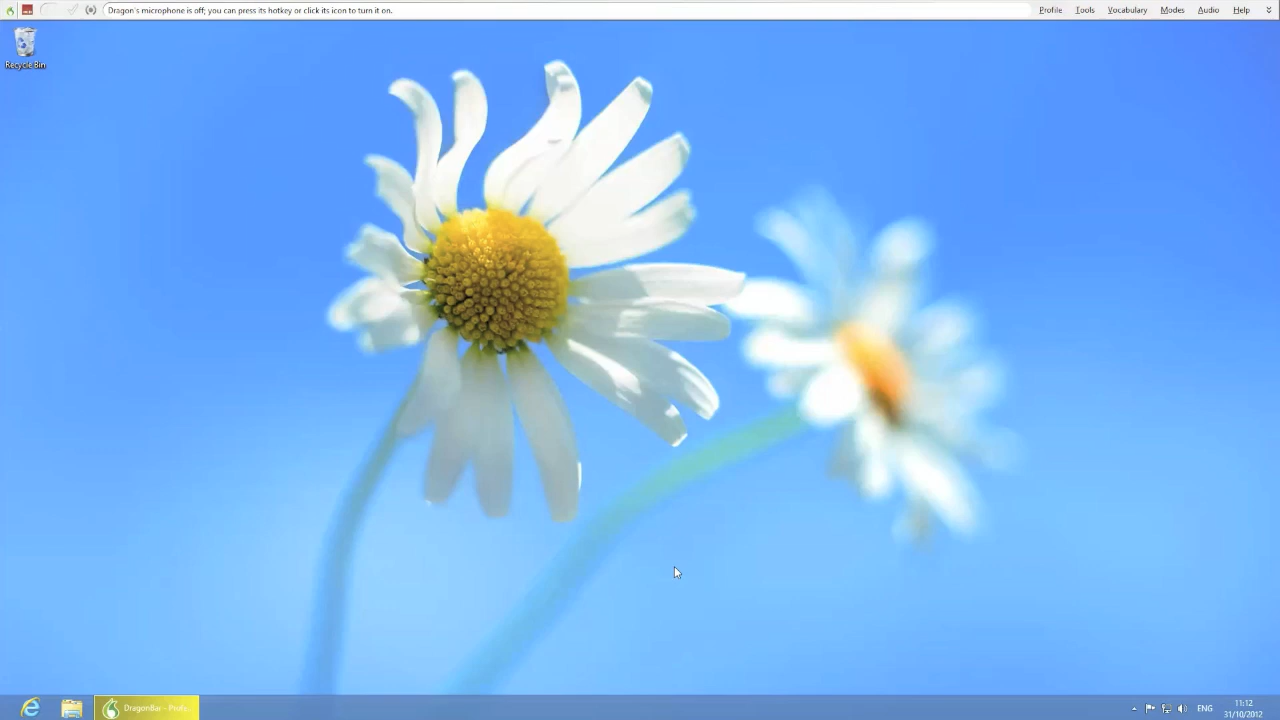 Dragon's microphone is off; you can press its hotkey or click its icon to turn it on.
Profile Tools Vocabulary Modes Audio Help
Recycle Bin
DragonBar - Profe...
ENG
11:12
31/10/2012